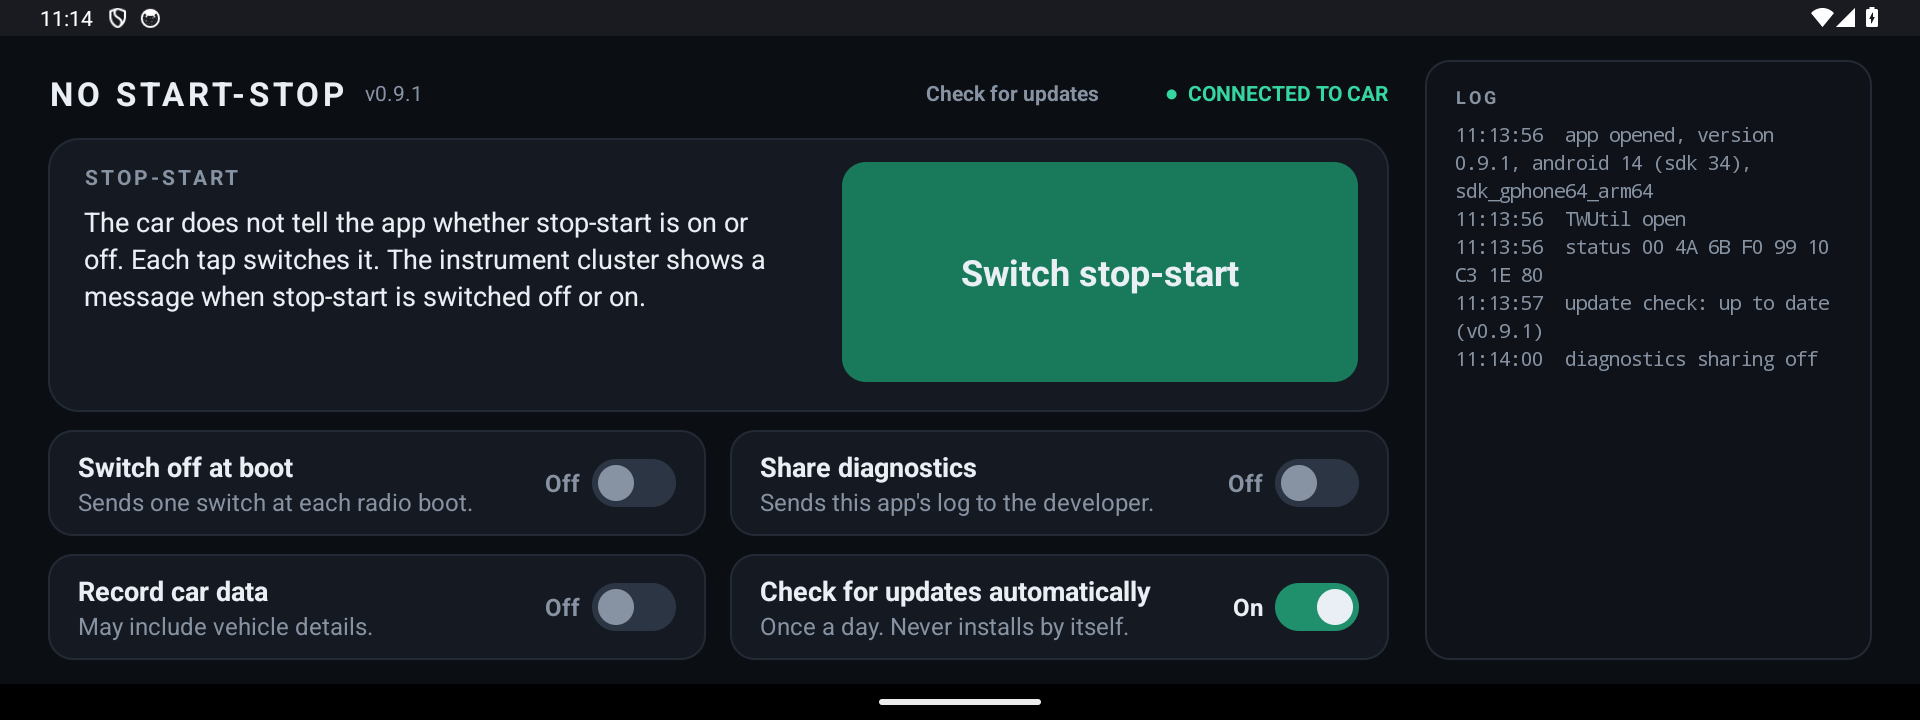 11:14
NO START-STOP v0.9.1
Check for updates
CONNECTED TO CAR
STOP-START
The car does not tell the app whether stop-start is on or
off. Each tap switches it. The instrument cluster shows a
message when stop-start is switched off or on.
Switch stop-start
Switch off at boot
Sends one switch at each radio boot.
Off
Share diagnostics
Sends this app's log to the developer.
Off
Record car data
May include vehicle details.
Off
Check for updates automatically
Once a day. Never installs by itself.
On
LOG
11:13:56 app opened, version
0.9.1, android 14 (sdk 34),
sdk_gphone64_arm64
11:13:56 TWUtil open
11:13:56 status 00 4A 6B F0 99 10
C3 1E 80
11:13:57 update check: up to date
(v0.9.1)
11:14:00 diagnostics sharing off